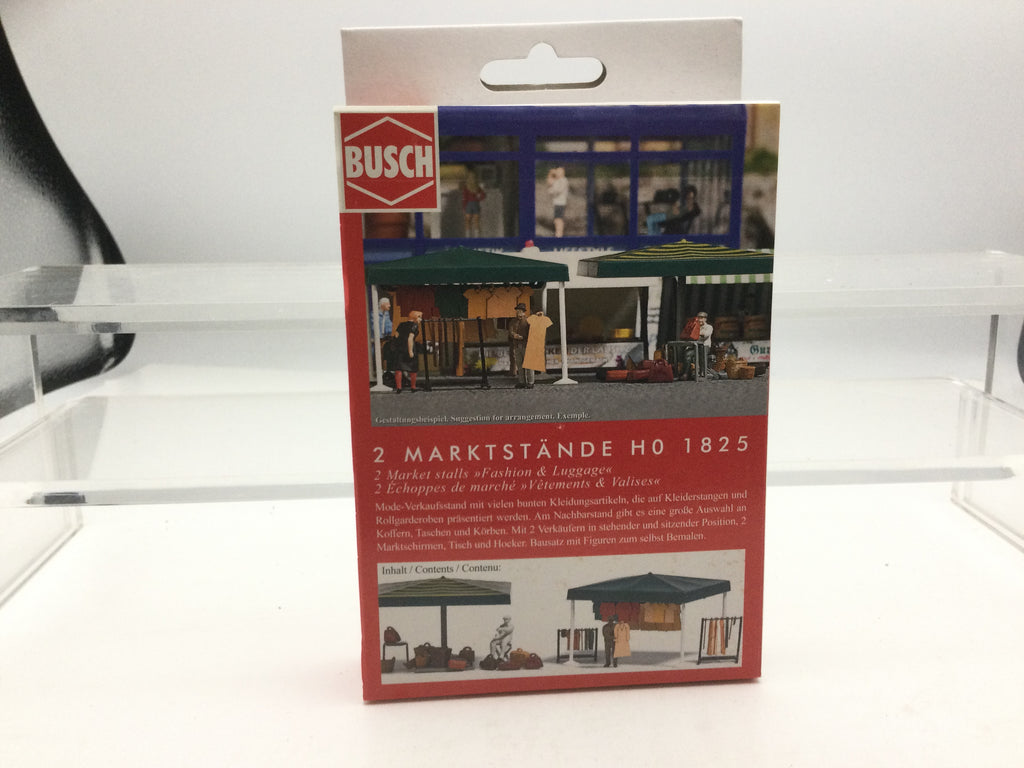 BUSCH
LIFESTYLE
Gestaltungsbeispiel. Suggestion for arrangement. Exemple.
2 MARKTSTÄNDE H0 1825
2 Market stalls »Fashion & Luggage«
2 Échoppes de marché »Vêtements & Valises«
Mode-Verkaufsstand mit vielen bunten Kleidungsartikeln, die auf Kleiderstangen und
Rollgarderoben präsentiert werden. Am Nachbarstand gibt es eine große Auswahl an
Koffern, Taschen und Körben. Mit 2 Verkäufern in stehender und sitzender Position, 2
Marktschirmen, Tisch und Hocker. Bausatz mit Figuren zum selbst Bemalen.
Inhalt / Contents / Contenu: